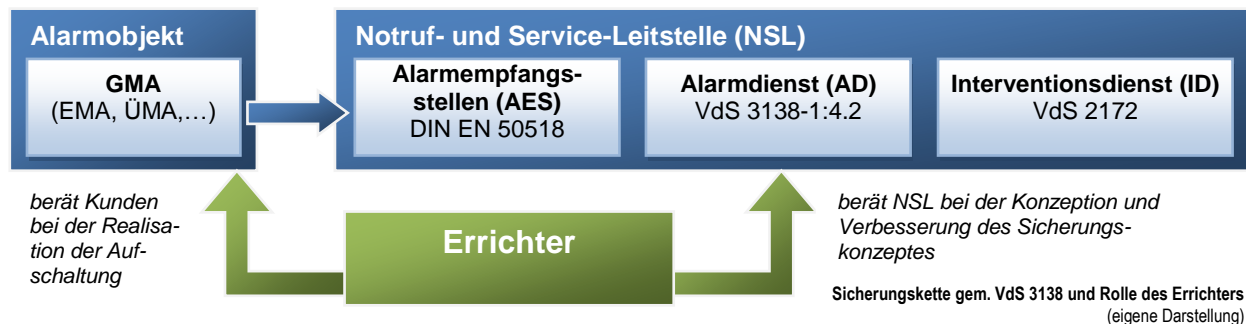 Alarmobjekt
GMA
(EMA, ÜMA,…)
Notruf- und Service-Leitstelle (NSL)
Alarmempfangs-
stellen (AES)
DIN EN 50518
Alarmdienst (AD)
VdS 3138-1:4.2
Interventionsdienst (ID)
VdS 2172
berät Kunden
bei der Realisa-
tion der Auf-
schaltung
Errichter
berät NSL bei der Konzeption und
Verbesserung des Sicherungs-
konzeptes
Sicherungskette gem. VdS 3138 und Rolle des Errichters
(eigene Darstellung)